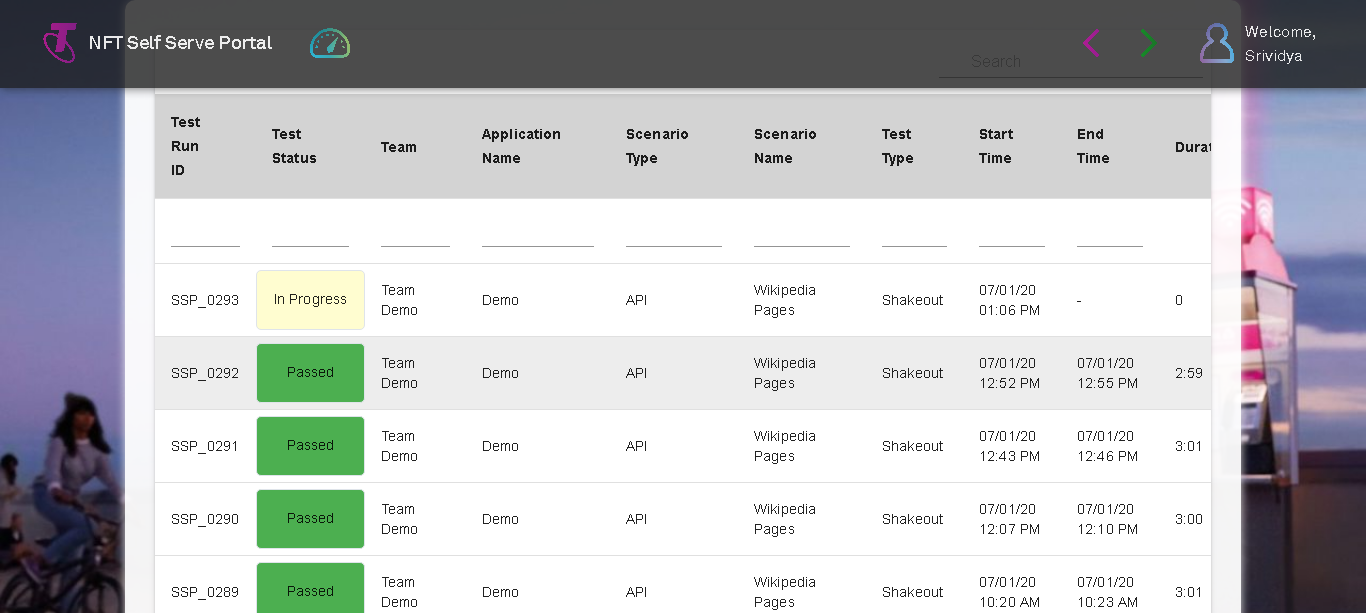 NFT Self Serve Portal
Welcome,
Srividya
Search
Test Run ID
Test Status
Team
Application Name
Scenario Type
Scenario Name
Test Type
Start Time
End Time
Durat
SSP_0293 In Progress Team Demo Demo API Wikipedia Pages Shakeout 07/01/20 01:06 PM - 0
SSP_0292 Passed Team Demo Demo API Wikipedia Pages Shakeout 07/01/20 12:52 PM 07/01/20 12:55 PM 2:59
SSP_0291 Passed Team Demo Demo API Wikipedia Pages Shakeout 07/01/20 12:43 PM 07/01/20 12:46 PM 3:01
SSP_0290 Passed Team Demo Demo API Wikipedia Pages Shakeout 07/01/20 12:07 PM 07/01/20 12:10 PM 3:00
SSP_0289 Passed Team Demo Demo API Wikipedia Pages Shakeout 07/01/20 10:20 AM 07/01/20 10:23 AM 3:01